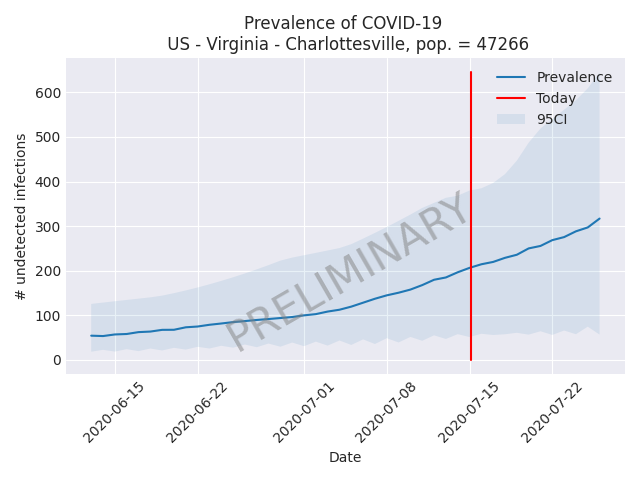 Prevalence of COVID-19
US - Virginia - Charlottesville, pop. = 47266
Prevalence
Today
95CI
# undetected infections
600
500
400
300
200
100
0
PRELIMINARY
2020-06-15
2020-06-22
2020-07-01
2020-07-08
2020-07-15
2020-07-22
Date